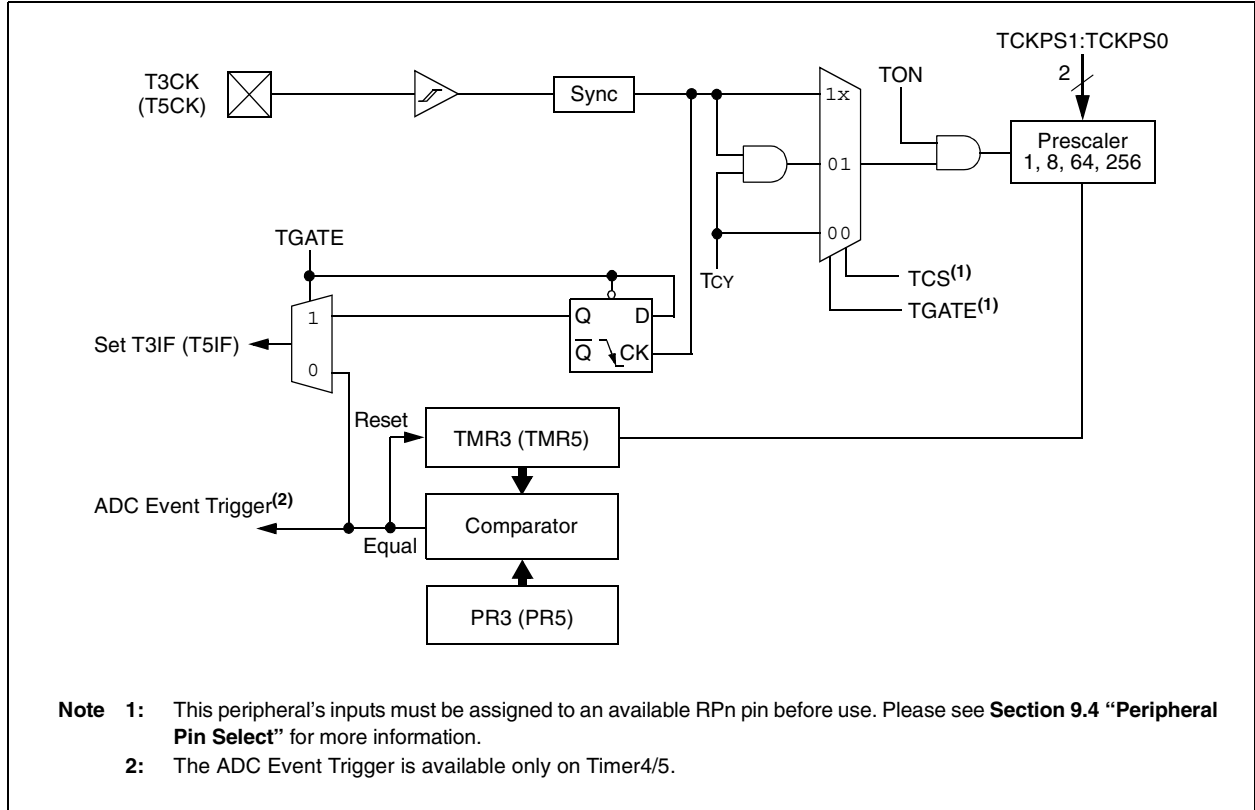 TCKPS1:TCKPS0
2
T3CK
(T5CK)
TON
Sync
1x
Prescaler
1, 8, 64, 256
01
00
TGATE
TCY
TCS(1)
TGATE(1)
1
Q
D
Set T3IF (T5IF)
Q
CK
0
Reset
TMR3 (TMR5)
ADC Event Trigger(2)
Comparator
Equal
PR3 (PR5)
Note 1: This peripheral’s inputs must be assigned to an available RPn pin before use. Please see Section 9.4 “Peripheral
Pin Select” for more information.
2: The ADC Event Trigger is available only on Timer4/5.